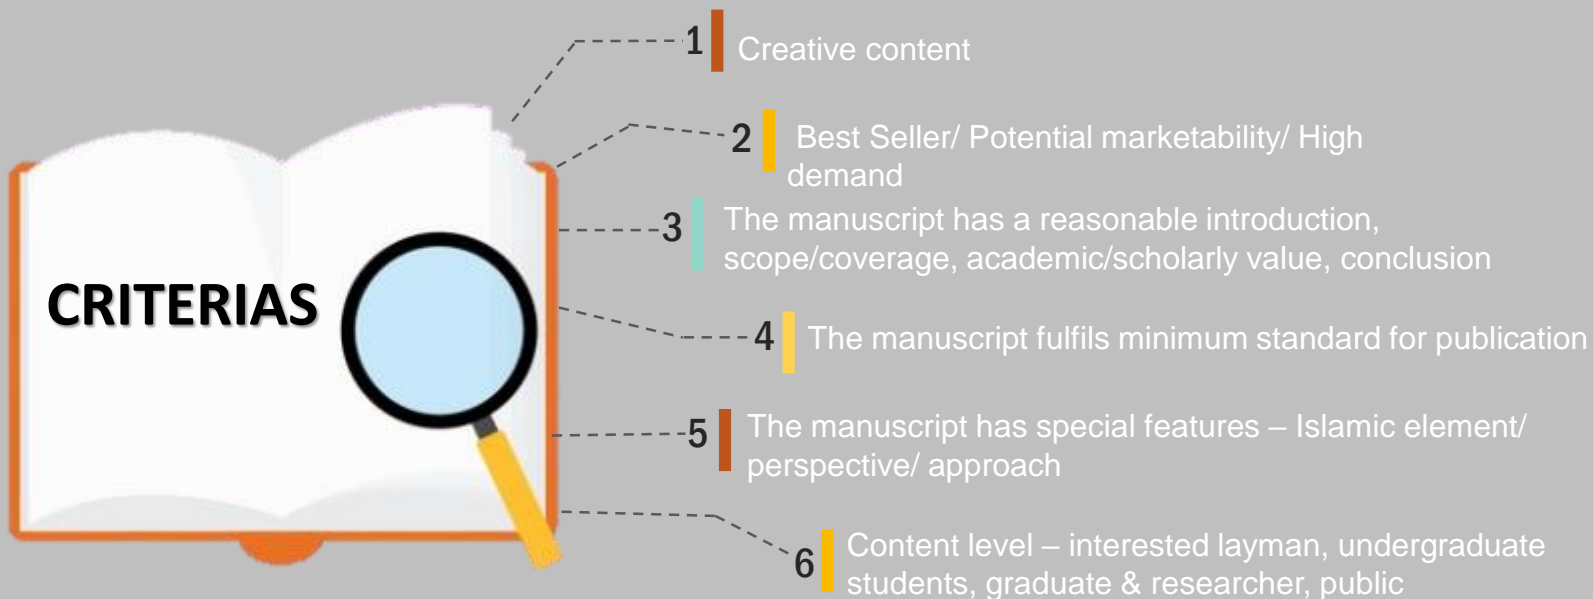 CRITERIAS
1 Creative content
2 Best Seller/ Potential marketability/ High
demand
3 The manuscript has a reasonable introduction,
scope/coverage, academic/scholarly value, conclusion
4 The manuscript fulfils minimum standard for publication
5 The manuscript has special features – Islamic element/
perspective/ approach
6 Content level – interested layman, undergraduate
students, graduate & researcher, public